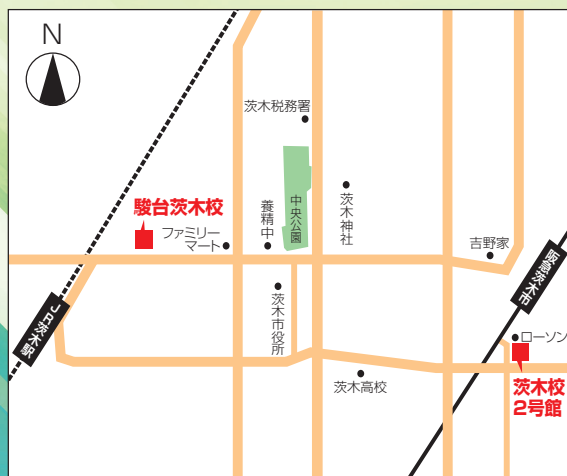 N
茨木税務署
駿台茨木校
ファミリー
マート
養精中
中央公園
茨木神社
吉野家
阪急茨木市
JR茨木駅
茨木市役所
ローソン
茨木高校
茨木校
2号館